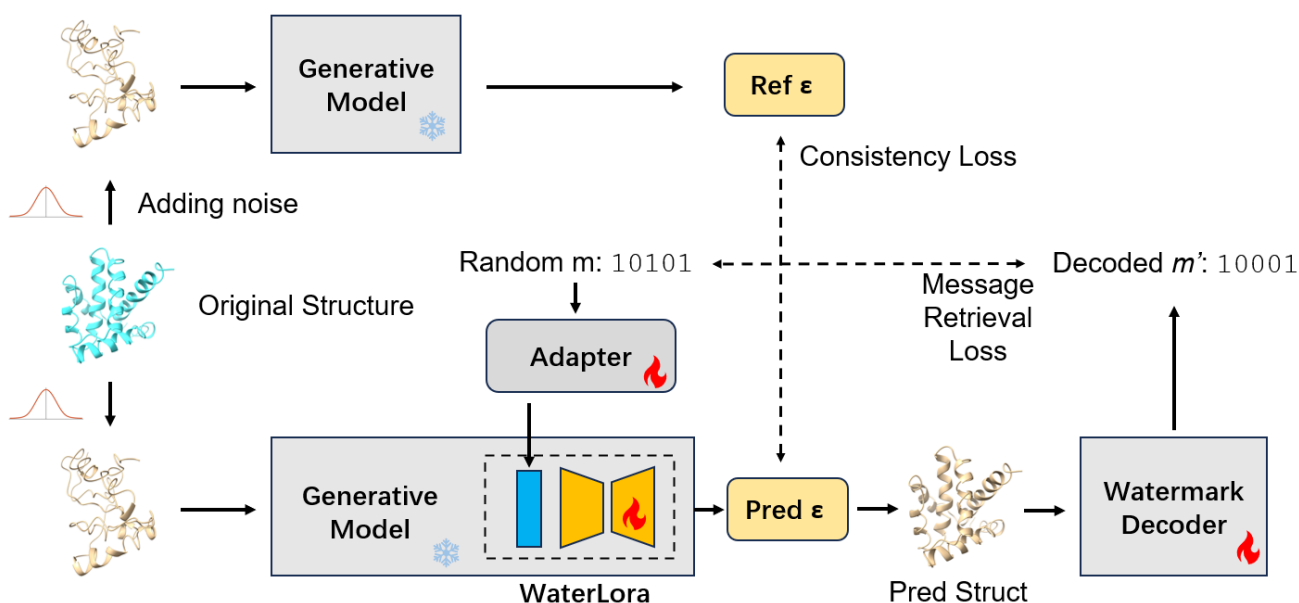 Generative
Model
Ref ε
Consistency Loss
Adding noise
Random m: 10101
Decoded m’: 10001
Message
Retrieval
Loss
Original Structure
Adapter
Generative
Model
Pred ε
Watermark
Decoder
WaterLora
Pred Struct